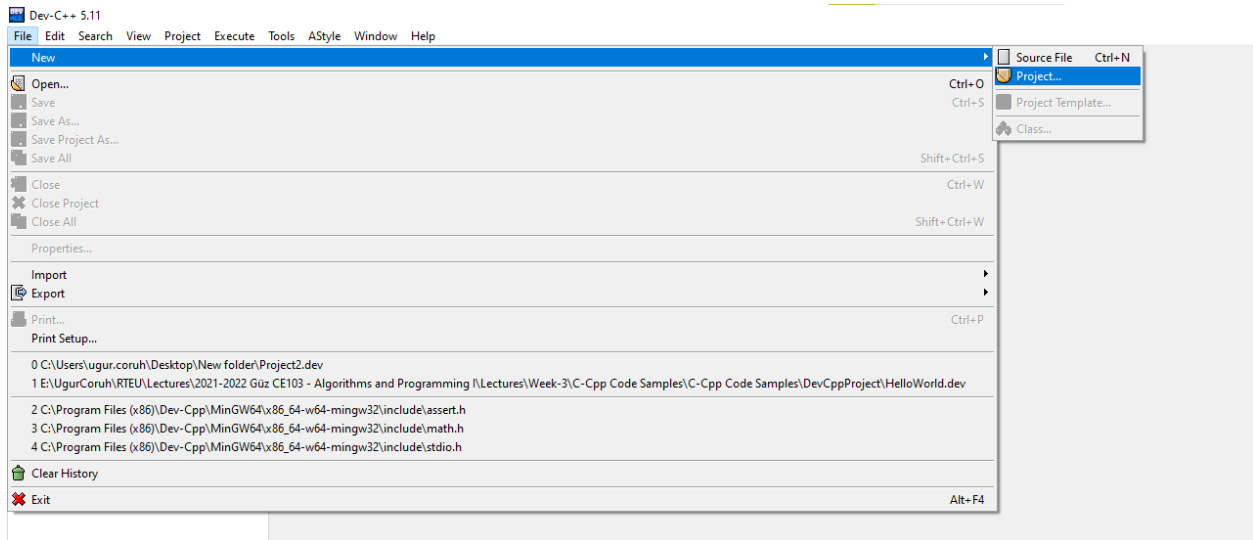 Dev-C++ 5.11
File Edit Search View Project Execute Tools AStyle Window Help
New
Source File Ctrl+N
Project...
Project Template...
Class...
Open... Ctrl+O
Save Ctrl+S
Save As...
Save Project As...
Save All Shift+Ctrl+S
Close Ctrl+W
Close Project
Close All Shift+Ctrl+W
Properties...
Import
Export
Print... Ctrl+P
Print Setup...
0 C:\Users\ugur.coruh\Desktop\New folder\Project2.dev
1 E:\UgurCoruh\RTEU\Lectures\2021-2022 Güz CE103 - Algorithms and Programming I\Lectures\Week-3\C-Cpp Code Samples\C-Cpp Code Samples\DevCppProject\HelloWorld.dev
2 C:\Program Files (x86)\Dev-Cpp\MinGW64\x86_64-w64-mingw32\include\assert.h
3 C:\Program Files (x86)\Dev-Cpp\MinGW64\x86_64-w64-mingw32\include\math.h
4 C:\Program Files (x86)\Dev-Cpp\MinGW64\x86_64-w64-mingw32\include\stdio.h
Clear History
Exit Alt+F4